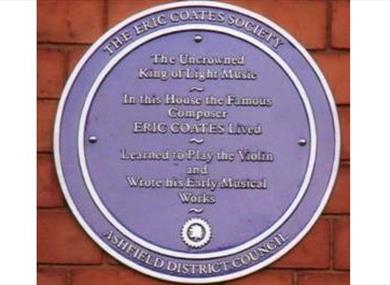 THE ERIC COATES SOCIETY
The Uncrowned
King of Light Music
~
In this House the Famous
Composer
ERIC COATES Lived
~
Learned to Play the Violin
and
Wrote his Early Musical
Works
~
ASHFIELD DISTRICT COUNCIL